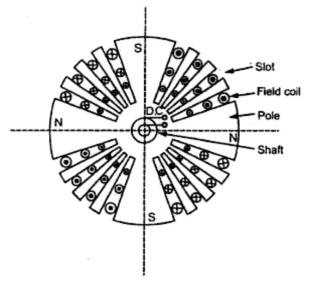 S
Slot
Field coil
D.C.
Pole
N
N
Shaft
S